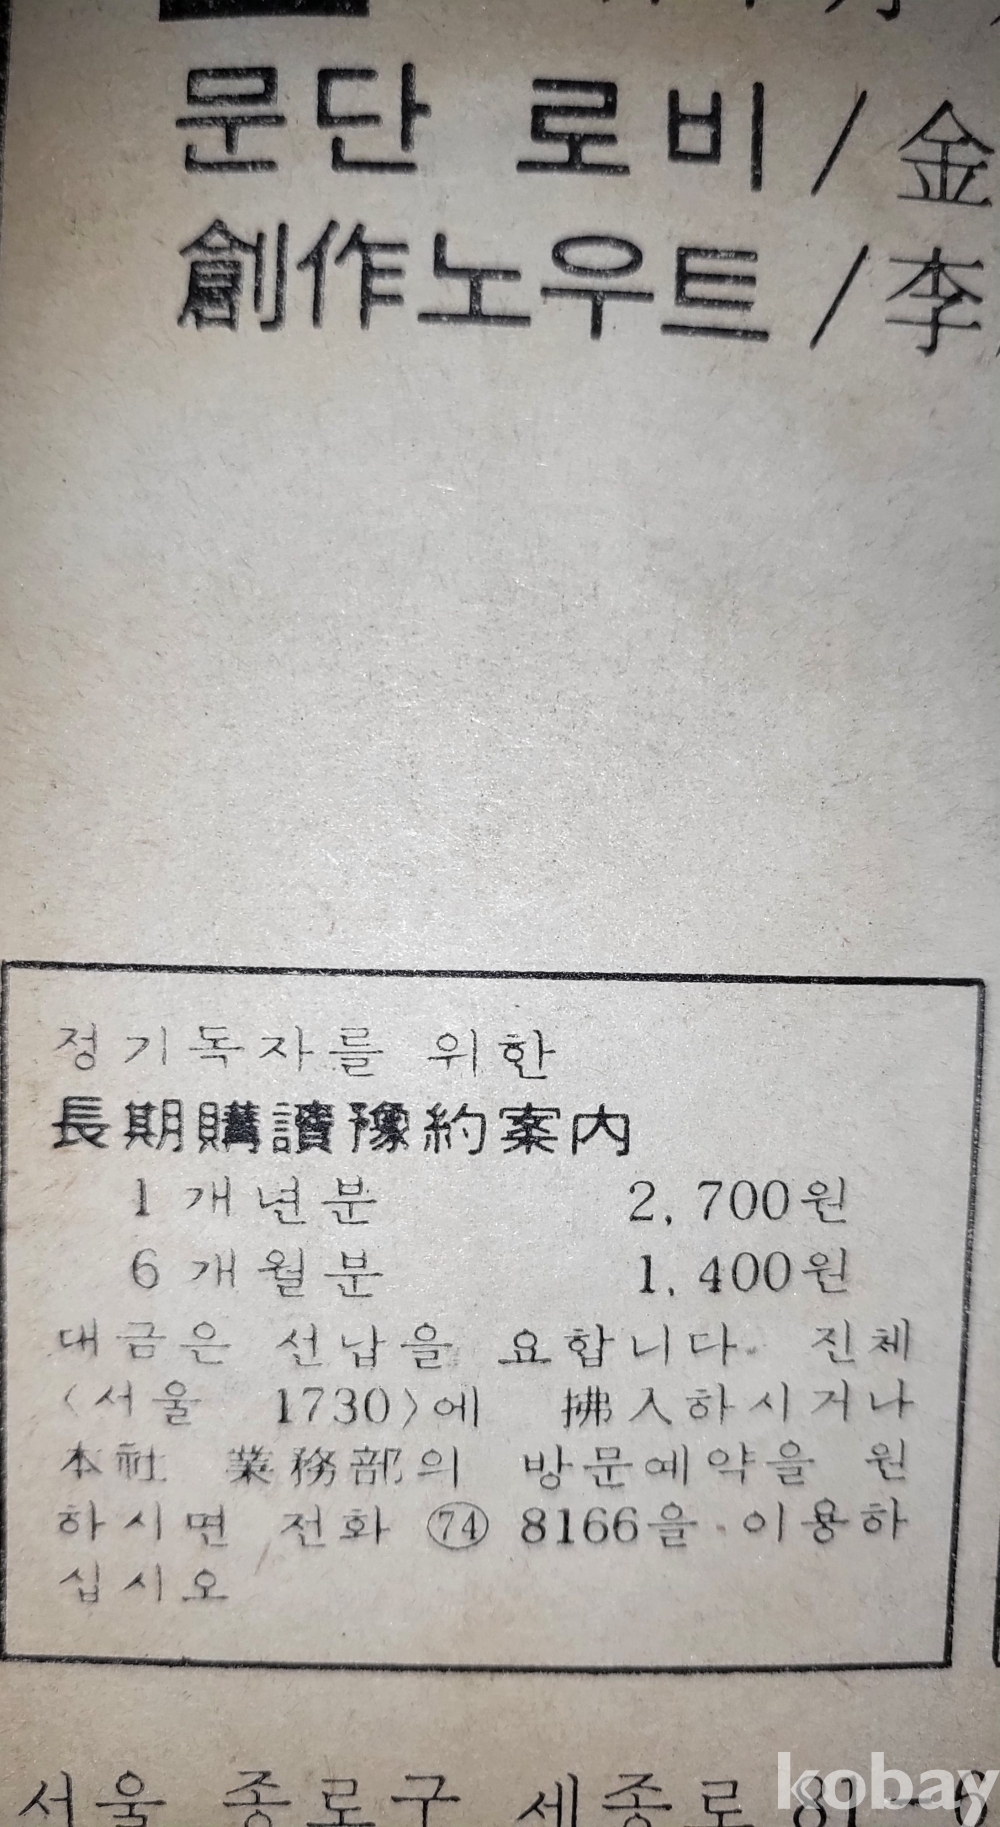 문단 로비 / 金
創作노우트 / 李
정기독자를 위한
長期購讀豫約案内
1 개년분 2,700원
6 개월분 1,400원
대금은 선납을 요합니다. 진체
〈서울 1730〉에 拂入하시거나
本社 業務部의 방문예약을 원
하시면 전화 ㉔ 8166을 이용하
십시오
서울 종로구 세종로 81-6
kobay